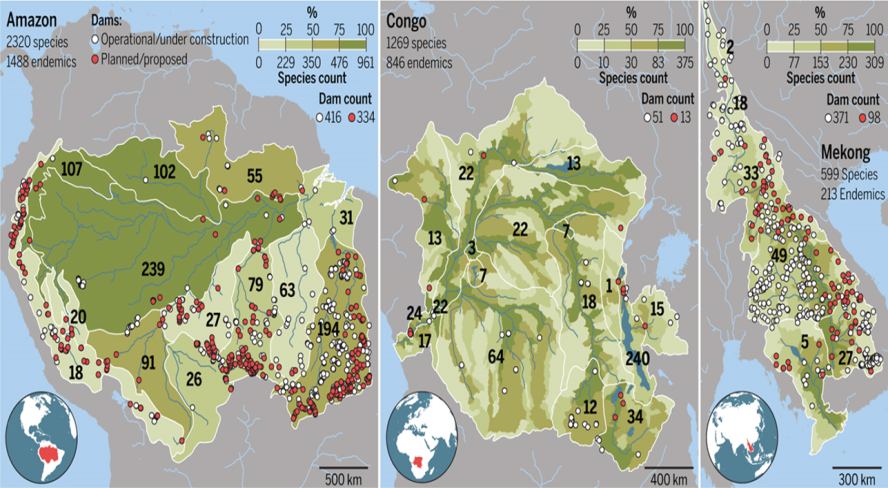 Amazon
2320 species
1488 endemics
Dams:
Operational/under construction
Planned/proposed
%
0 25 50 75 100
0 229 350 476 961
Species count
Dam count
416 334
107
102
55
31
239
79
63
20
27
194
18
91
26
500 km
Congo
1269 species
846 endemics
%
0 25 50 75 100
0 10 30 83 375
Species count
Dam count
51 13
22
13
13
22
7
3
7
1
18
15
24
22
17
64
240
12
34
400 km
%
0 25 50 75 100
0 77 153 230 309
Species count
Dam count
371 98
Mekong
599 Species
213 Endemics
2
18
33
49
5
27
300 km